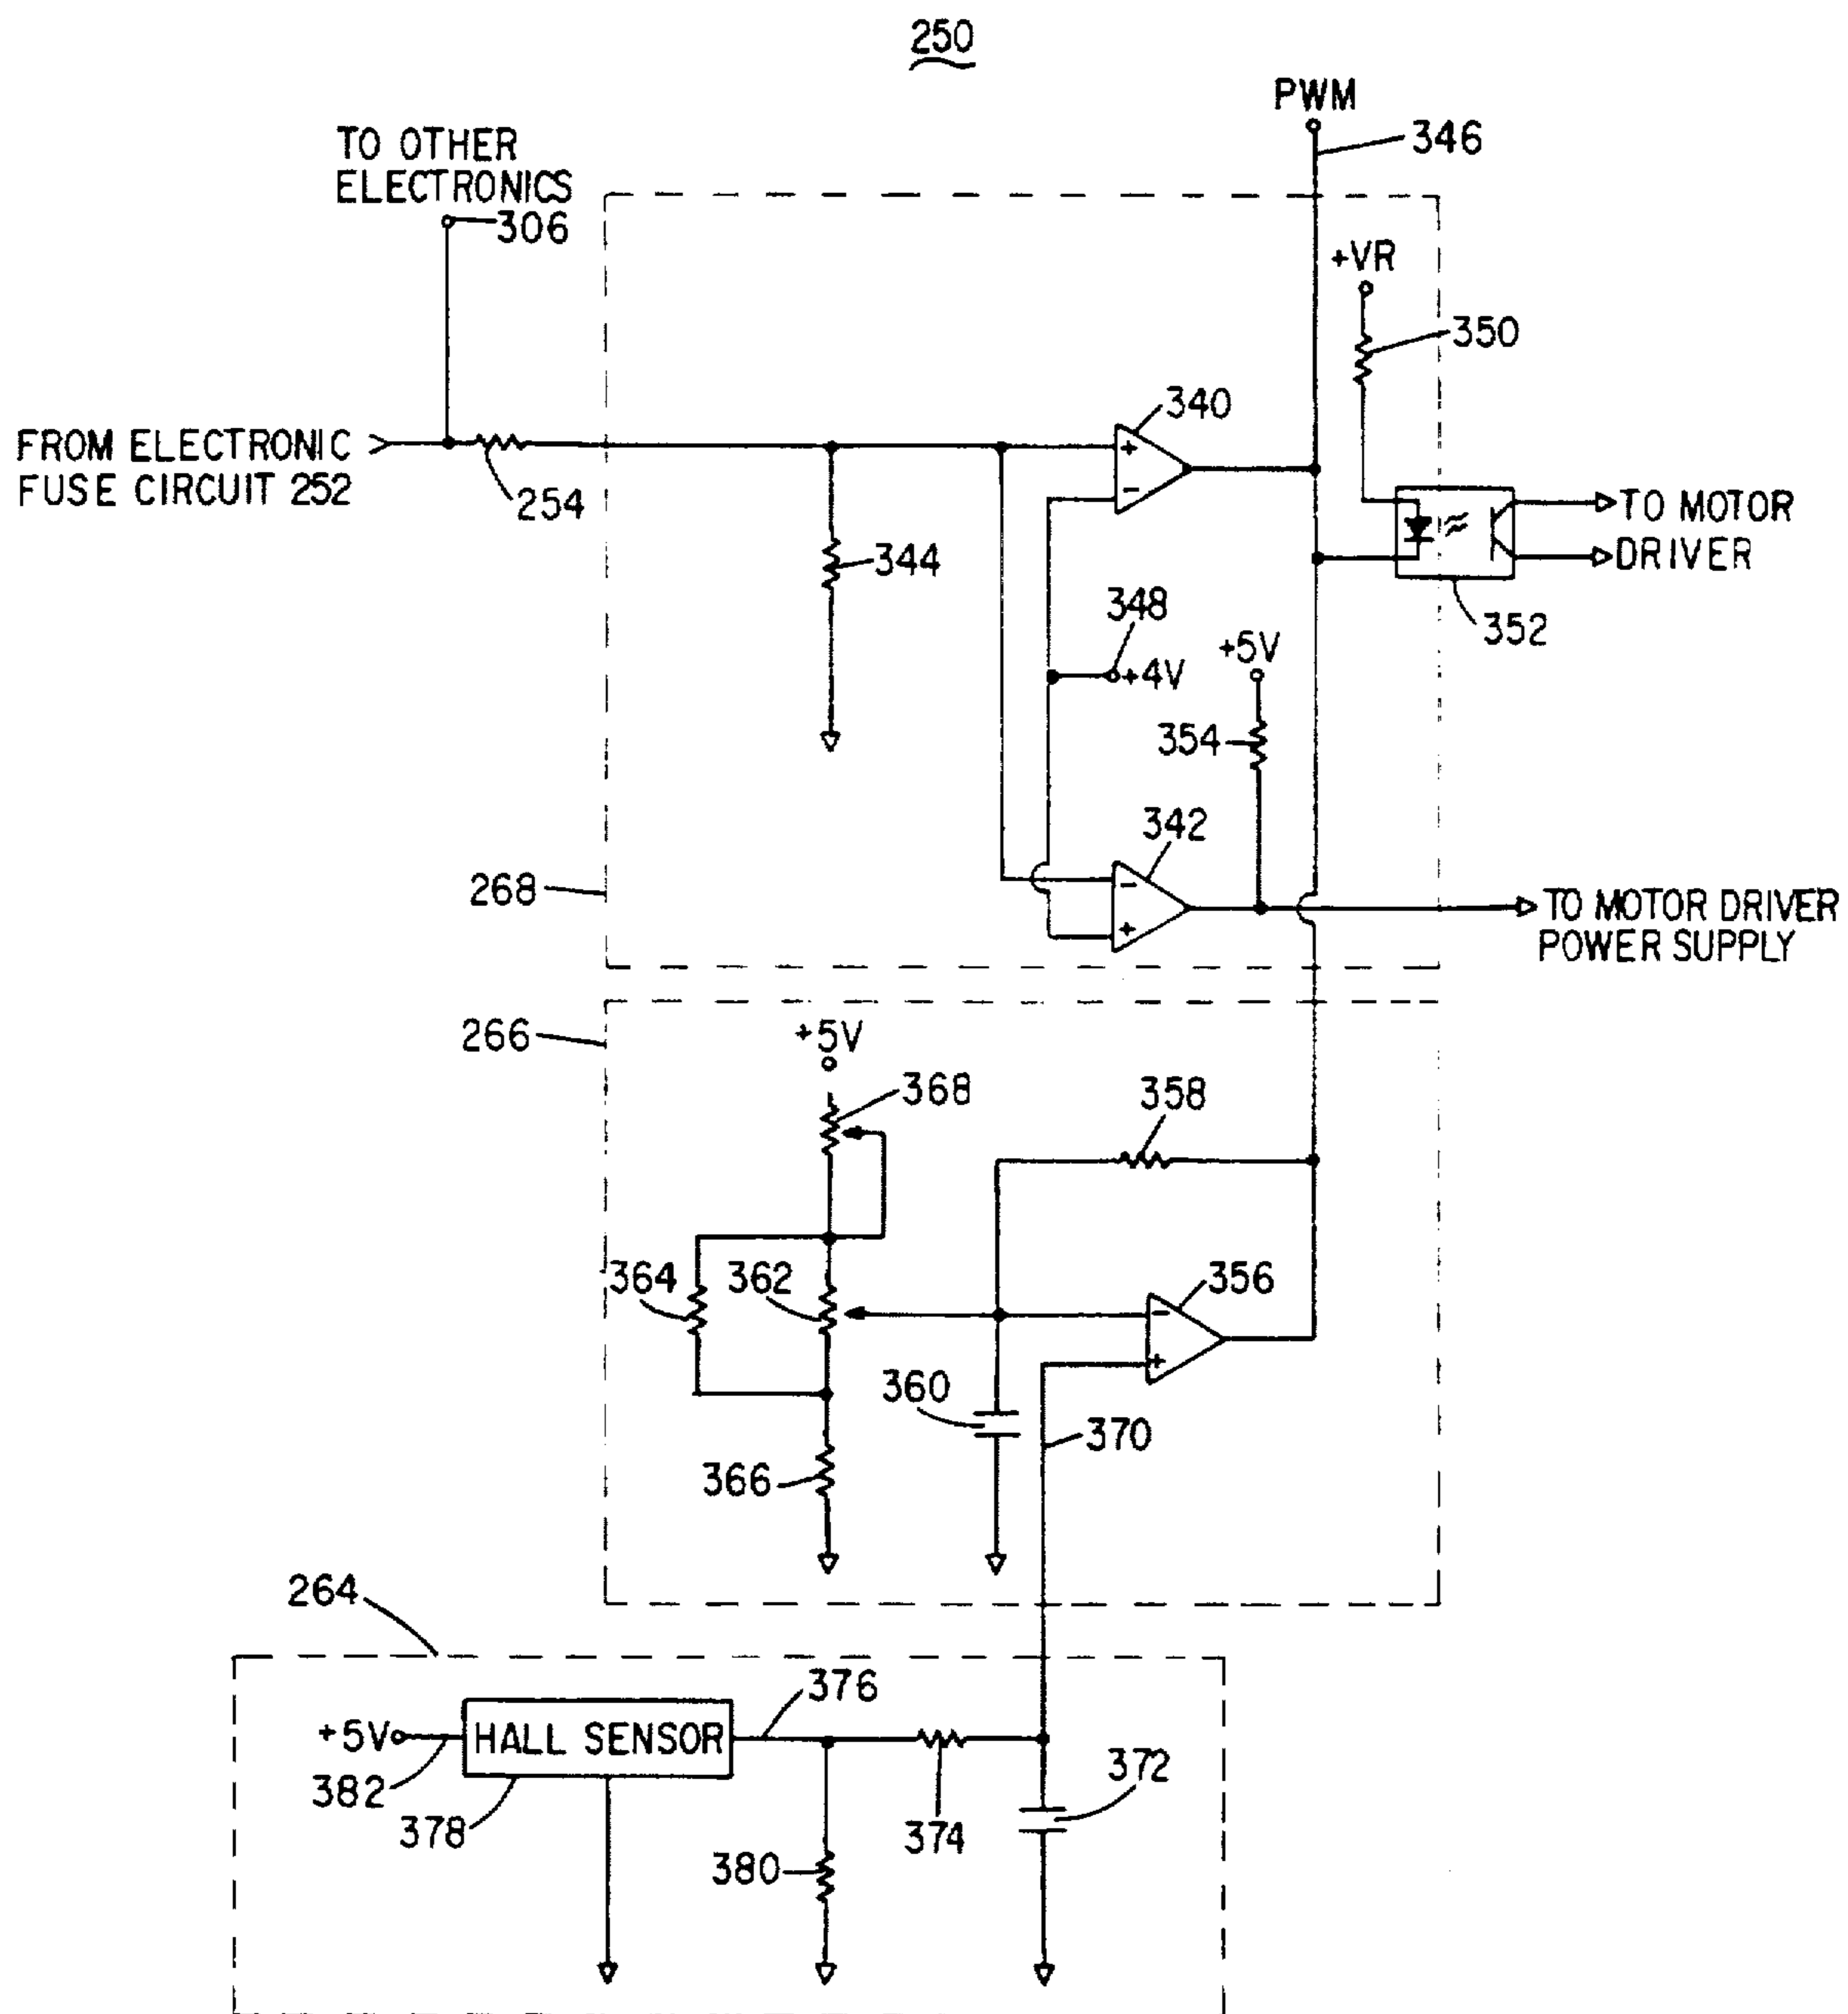 250
PWM
346
TO OTHER
ELECTRONICS
306
+VR
350
340
FROM ELECTRONIC
FUSE CIRCUIT 252
254
+
-
TO MOTOR
DRIVER
344
352
348
+4V
+5V
354
342
-
+
268
TO MOTOR DRIVER
POWER SUPPLY
266
+5V
368
358
364
362
356
-
+
360
370
366
264
376
+5V
HALL SENSOR
382
378
372
374
380